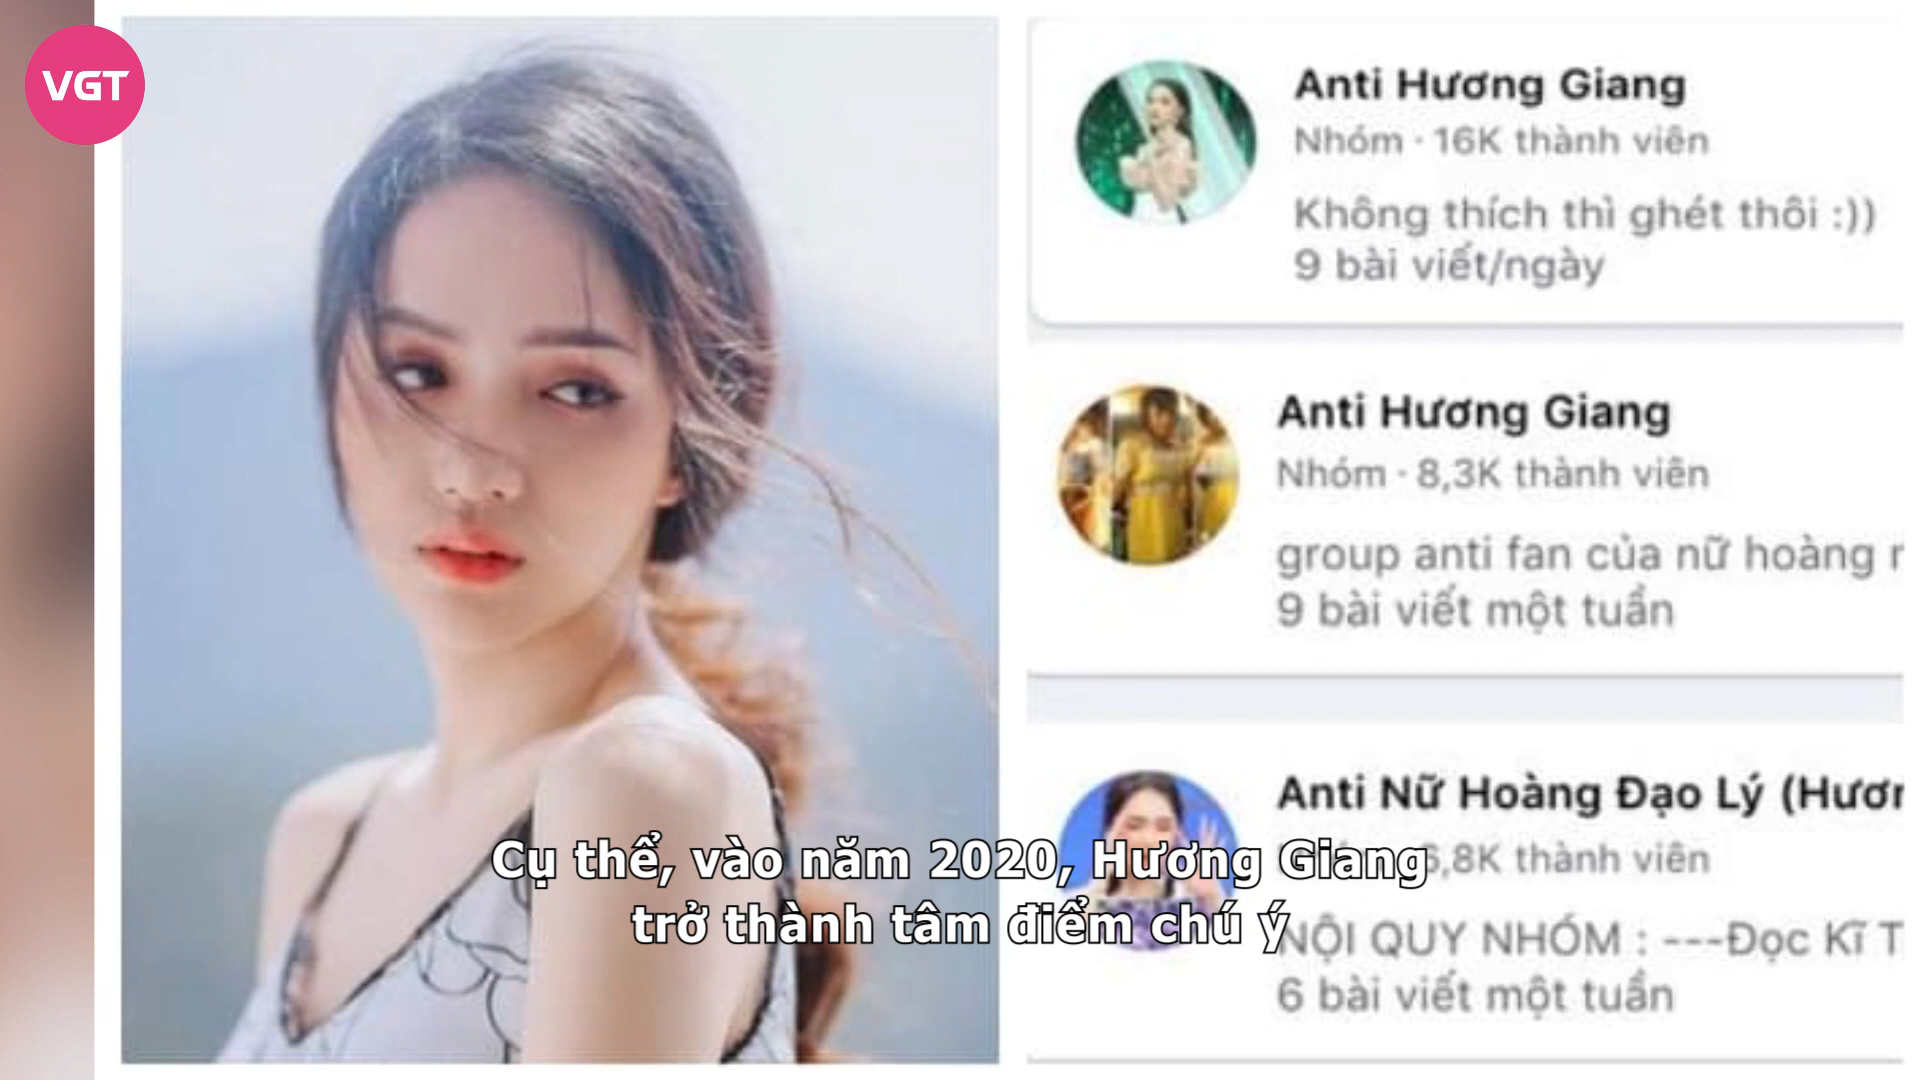 VGT
Anti Hương Giang
Nhóm · 16K thành viên
Không thích thì ghét thôi :))
9 bài viết/ngày
Anti Hương Giang
Nhóm · 8,3K thành viên
group anti fan của nữ hoàng
9 bài viết một tuần
Anti Nữ Hoàng Đạo Lý (Hươn
6,8K thành viên
NỘI QUY NHÓM : ---Đọc Kĩ T
6 bài viết một tuần
Cụ thể, vào năm 2020, Hương Giang
trở thành tâm điểm chú ý